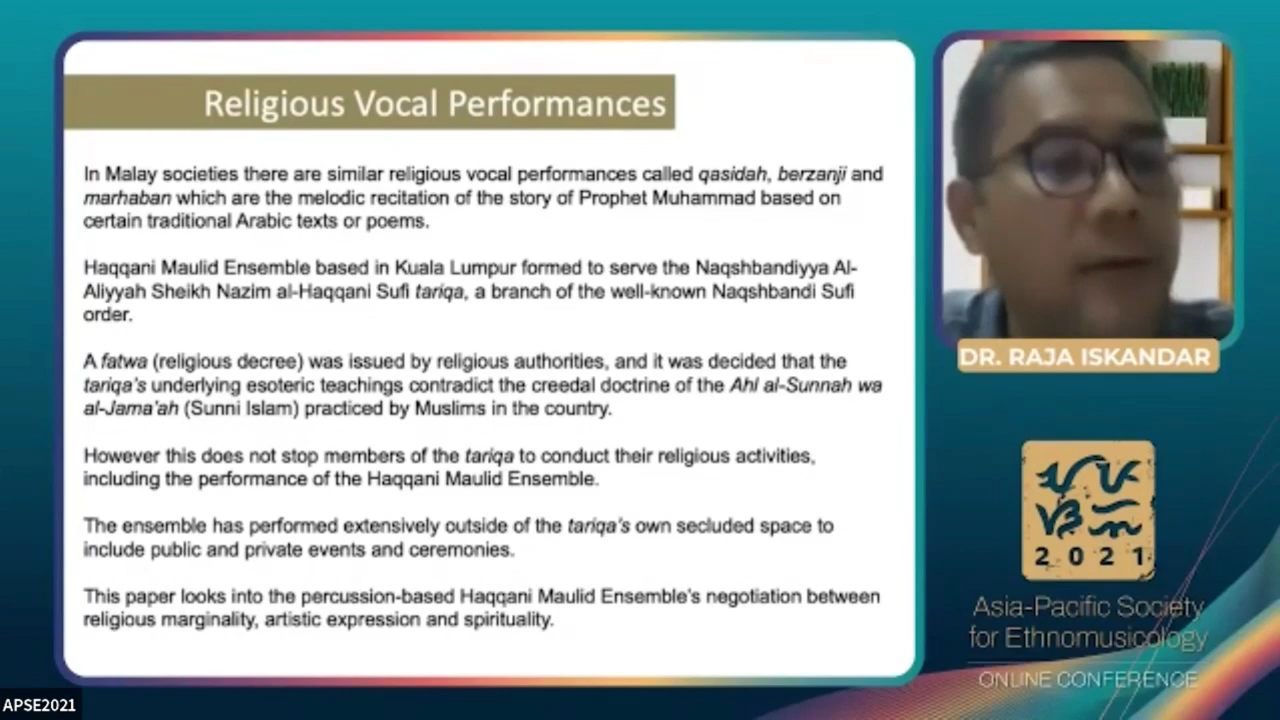 Religious Vocal Performances
In Malay societies there are similar religious vocal performances called qasidah, berzanji and
marhaban which are the melodic recitation of the story of Prophet Muhammad based on
certain traditional Arabic texts or poems.
Haqqani Maulid Ensemble based in Kuala Lumpur formed to serve the Naqshbandiyya Al-
Aliyyah Sheikh Nazim al-Haqqani Sufi tariqa, a branch of the well-known Naqshbandi Sufi
order.
A fatwa (religious decree) was issued by religious authorities, and it was decided that the
tariqa's underlying esoteric teachings contradict the creedal doctrine of the Ahl al-Sunnah wa
al-Jama'ah (Sunni Islam) practiced by Muslims in the country.
However this does not stop members of the tariqa to conduct their religious activities,
including the performance of the Haqqani Maulid Ensemble.
The ensemble has performed extensively outside of the tariqa's own secluded space to
include public and private events and ceremonies.
This paper looks into the percussion-based Haqqani Maulid Ensemble's negotiation between
religious marginality, artistic expression and spirituality.
DR. RAJA ISKANDAR
2021
Asia-Pacific Society
for Ethnomusicology
ONLINE CONFERENCE
APSE2021